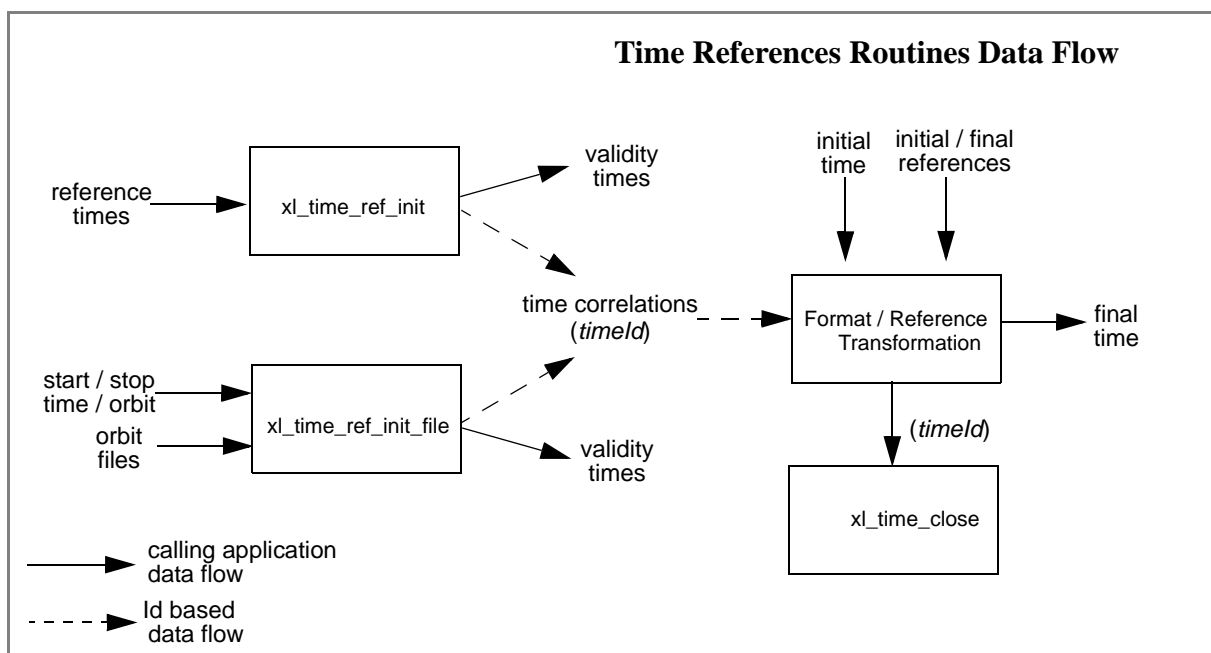 Time References Routines Data Flow
reference
times
xl_time_ref_init
validity
times
initial
time
initial / final
references
time correlations
(timeId)
Format / Reference
Transformation
final
time
start / stop
time / orbit
orbit
files
xl_time_ref_init_file
validity
times
(timeId)
xl_time_close
calling application
data flow
Id based
data flow